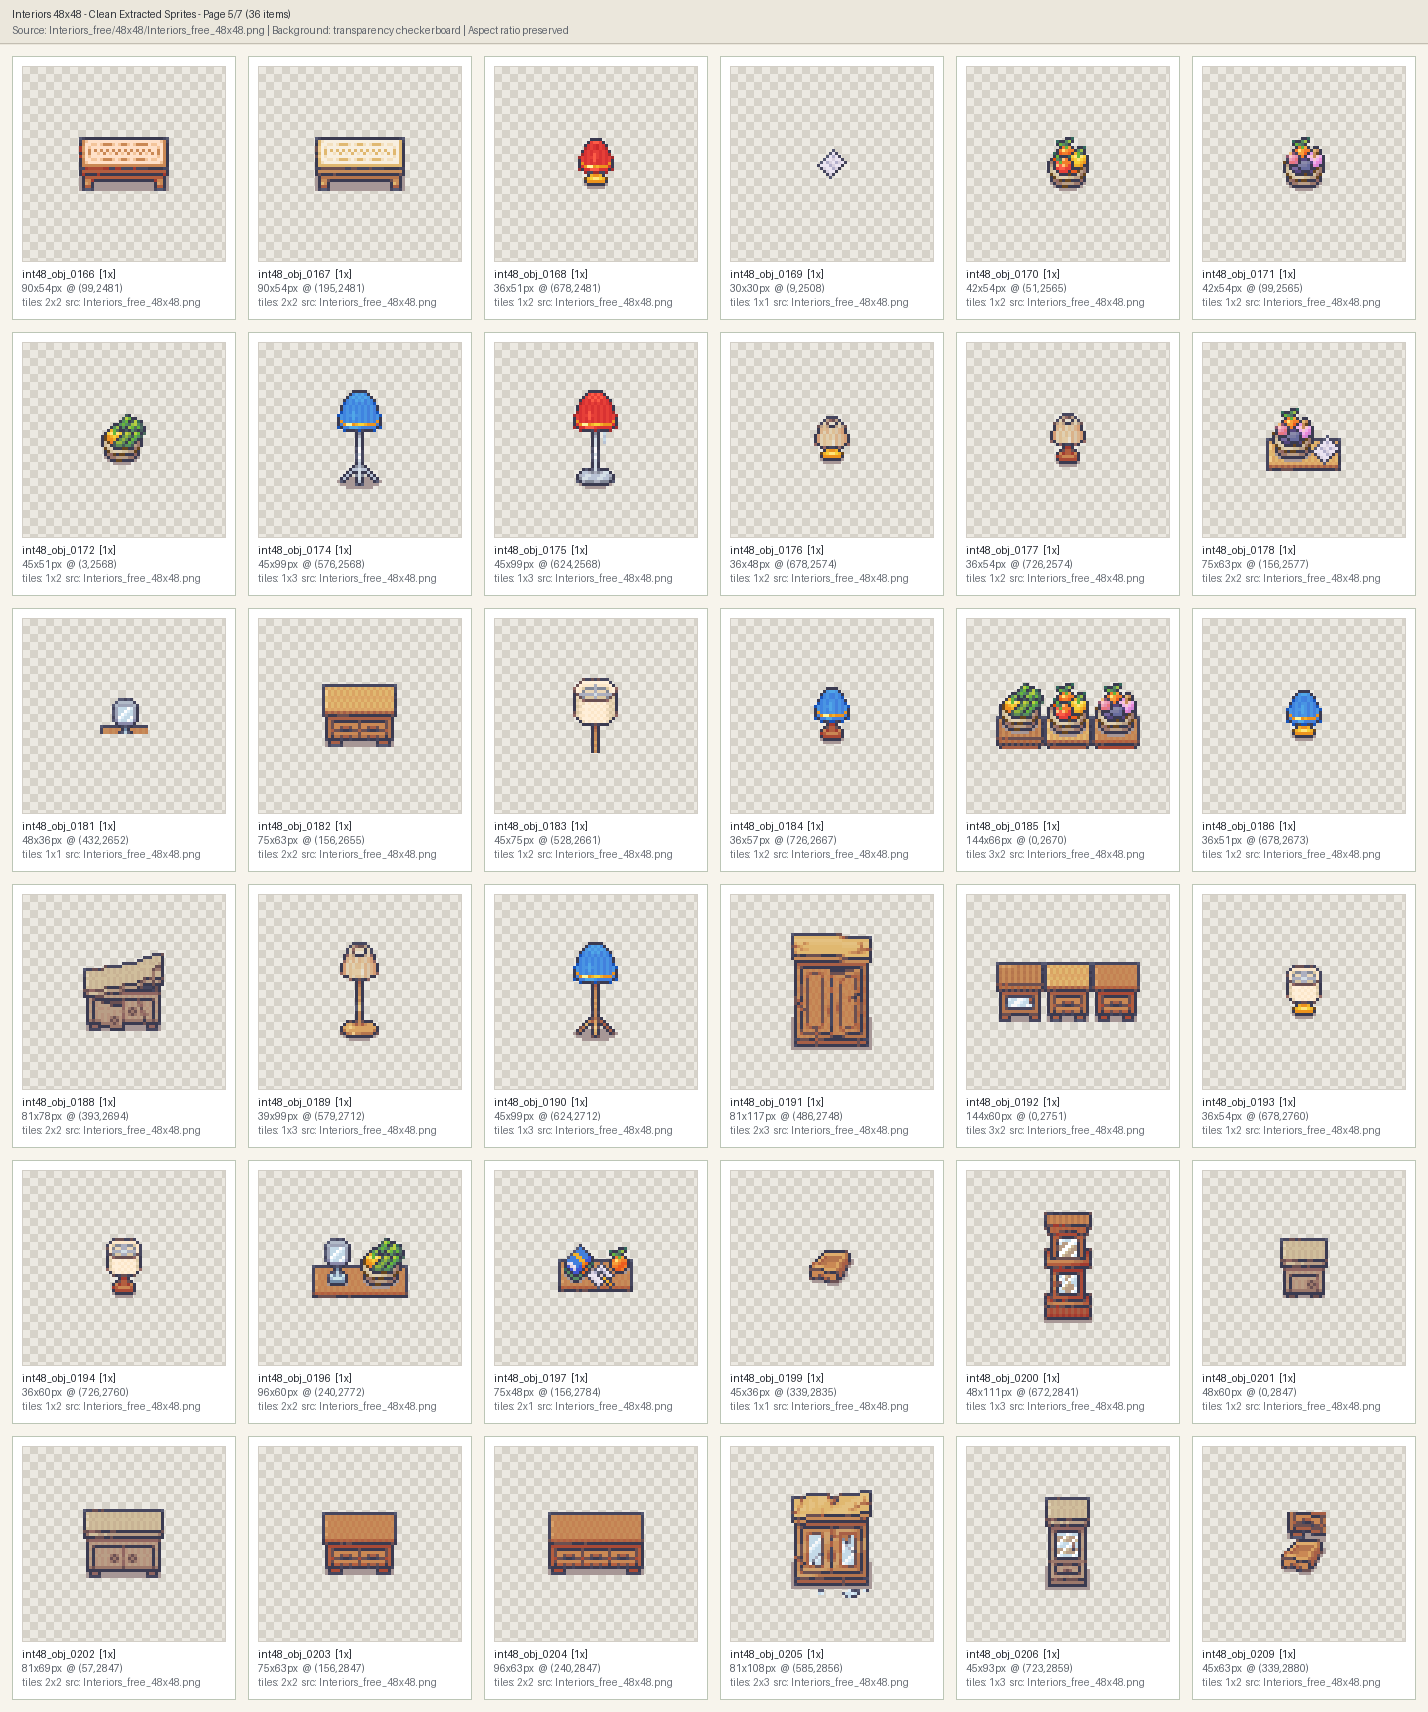 Interiors 48x48 - Clean Extracted Sprites - Page 5/7 (36 items)
Source: Interiors_free/48x48/Interiors_free_48x48.png | Background: transparency checkerboard | Aspect ratio preserved
int48_obj_0166 [1x]
90x54px @ (99,2481)
tiles: 2x2 src: Interiors_free_48x48.png
int48_obj_0167 [1x]
90x54px @ (195,2481)
tiles: 2x2 src: Interiors_free_48x48.png
int48_obj_0168 [1x]
36x51px @ (678,2481)
tiles: 1x2 src: Interiors_free_48x48.png
int48_obj_0169 [1x]
30x30px @ (9,2508)
tiles: 1x1 src: Interiors_free_48x48.png
int48_obj_0170 [1x]
42x54px @ (51,2565)
tiles: 1x2 src: Interiors_free_48x48.png
int48_obj_0171 [1x]
42x54px @ (99,2565)
tiles: 1x2 src: Interiors_free_48x48.png
int48_obj_0172 [1x]
45x51px @ (3,2568)
tiles: 1x2 src: Interiors_free_48x48.png
int48_obj_0174 [1x]
45x99px @ (576,2568)
tiles: 1x3 src: Interiors_free_48x48.png
int48_obj_0175 [1x]
45x99px @ (624,2568)
tiles: 1x3 src: Interiors_free_48x48.png
int48_obj_0176 [1x]
36x48px @ (678,2574)
tiles: 1x2 src: Interiors_free_48x48.png
int48_obj_0177 [1x]
36x54px @ (726,2574)
tiles: 1x2 src: Interiors_free_48x48.png
int48_obj_0178 [1x]
75x63px @ (156,2577)
tiles: 2x2 src: Interiors_free_48x48.png
int48_obj_0181 [1x]
48x36px @ (432,2652)
tiles: 1x1 src: Interiors_free_48x48.png
int48_obj_0182 [1x]
75x63px @ (156,2655)
tiles: 2x2 src: Interiors_free_48x48.png
int48_obj_0183 [1x]
45x75px @ (528,2661)
tiles: 1x2 src: Interiors_free_48x48.png
int48_obj_0184 [1x]
36x57px @ (726,2667)
tiles: 1x2 src: Interiors_free_48x48.png
int48_obj_0185 [1x]
144x66px @ (0,2670)
tiles: 3x2 src: Interiors_free_48x48.png
int48_obj_0186 [1x]
36x51px @ (678,2673)
tiles: 1x2 src: Interiors_free_48x48.png
int48_obj_0188 [1x]
81x78px @ (393,2694)
tiles: 2x2 src: Interiors_free_48x48.png
int48_obj_0189 [1x]
39x99px @ (579,2712)
tiles: 1x3 src: Interiors_free_48x48.png
int48_obj_0190 [1x]
45x99px @ (624,2712)
tiles: 1x3 src: Interiors_free_48x48.png
int48_obj_0191 [1x]
81x117px @ (486,2748)
tiles: 2x3 src: Interiors_free_48x48.png
int48_obj_0192 [1x]
144x60px @ (0,2751)
tiles: 3x2 src: Interiors_free_48x48.png
int48_obj_0193 [1x]
36x54px @ (678,2760)
tiles: 1x2 src: Interiors_free_48x48.png
int48_obj_0194 [1x]
36x60px @ (726,2760)
tiles: 1x2 src: Interiors_free_48x48.png
int48_obj_0196 [1x]
96x60px @ (240,2772)
tiles: 2x2 src: Interiors_free_48x48.png
int48_obj_0197 [1x]
75x48px @ (156,2784)
tiles: 2x1 src: Interiors_free_48x48.png
int48_obj_0199 [1x]
45x36px @ (339,2835)
tiles: 1x1 src: Interiors_free_48x48.png
int48_obj_0200 [1x]
48x111px @ (672,2841)
tiles: 1x3 src: Interiors_free_48x48.png
int48_obj_0201 [1x]
48x60px @ (0,2847)
tiles: 1x2 src: Interiors_free_48x48.png
int48_obj_0202 [1x]
81x69px @ (57,2847)
tiles: 2x2 src: Interiors_free_48x48.png
int48_obj_0203 [1x]
75x63px @ (156,2847)
tiles: 2x2 src: Interiors_free_48x48.png
int48_obj_0204 [1x]
96x63px @ (240,2847)
tiles: 2x2 src: Interiors_free_48x48.png
int48_obj_0205 [1x]
81x108px @ (585,2856)
tiles: 2x3 src: Interiors_free_48x48.png
int48_obj_0206 [1x]
45x93px @ (723,2859)
tiles: 1x3 src: Interiors_free_48x48.png
int48_obj_0209 [1x]
45x63px @ (339,2880)
tiles: 1x2 src: Interiors_free_48x48.png